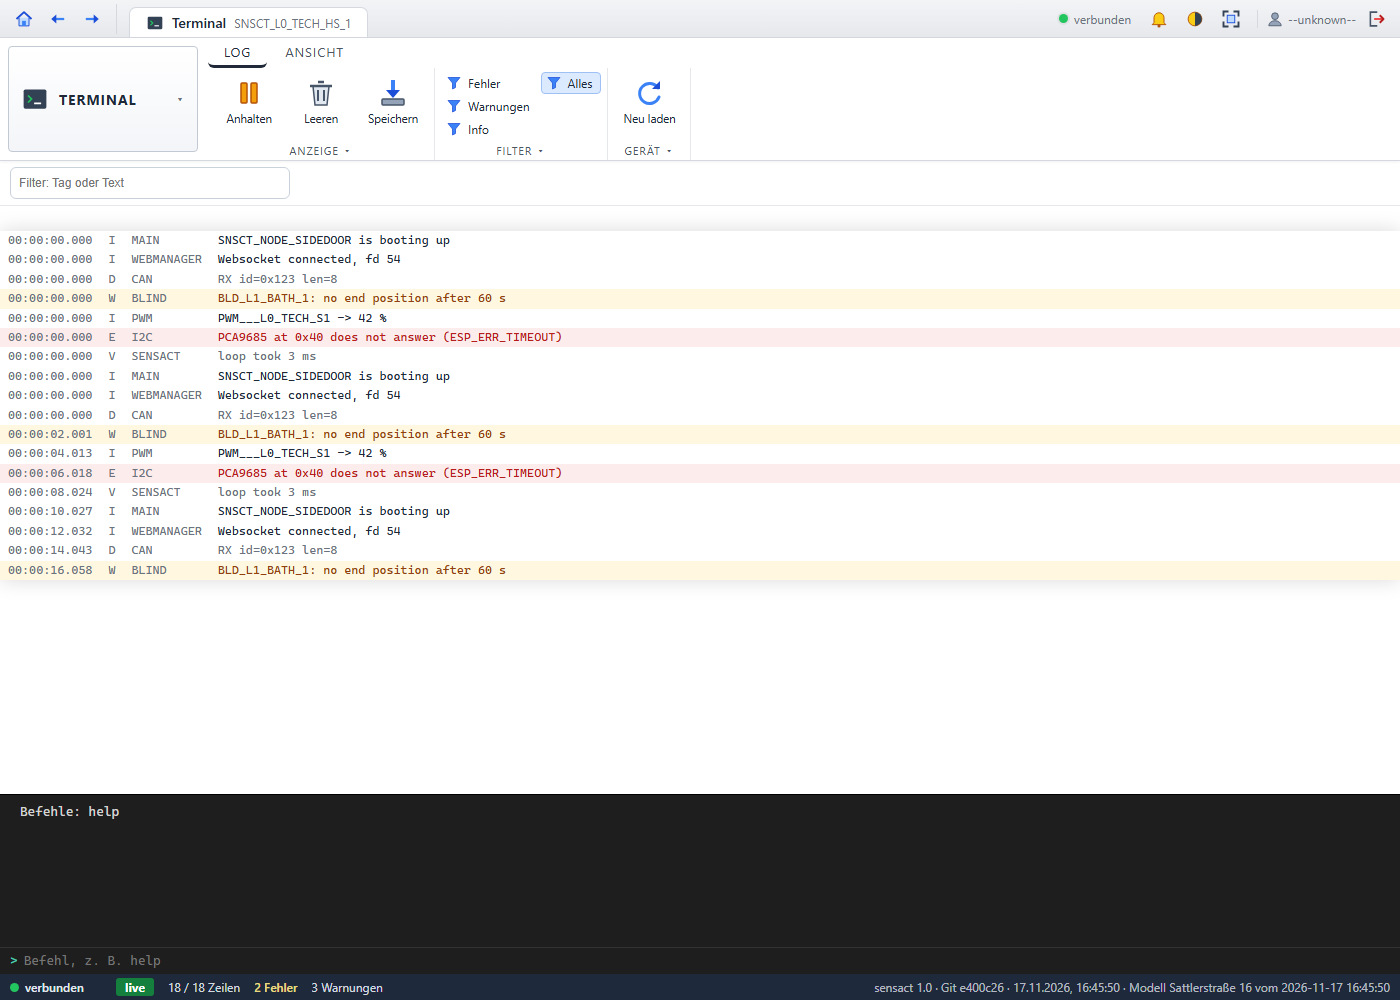 Terminal SNSCT_L0_TECH_HS_1 verbunden --unknown--
LOG ANSICHT
TERMINAL
Anhalten Leeren Speichern
ANZEIGE
Fehler Alles
Warnungen
Info
FILTER
Neu laden
GERÄT
Filter: Tag oder Text
00:00:00.000 I MAIN SNSCT_NODE_SIDEDOOR is booting up
00:00:00.000 I WEBMANAGER Websocket connected, fd 54
00:00:00.000 D CAN RX id=0x123 len=8
00:00:00.000 W BLIND BLD_L1_BATH_1: no end position after 60 s
00:00:00.000 I PWM PWM___L0_TECH_S1 -> 42 %
00:00:00.000 E I2C PCA9685 at 0x40 does not answer (ESP_ERR_TIMEOUT)
00:00:00.000 V SENSACT loop took 3 ms
00:00:00.000 I MAIN SNSCT_NODE_SIDEDOOR is booting up
00:00:00.000 I WEBMANAGER Websocket connected, fd 54
00:00:00.000 D CAN RX id=0x123 len=8
00:00:02.001 W BLIND BLD_L1_BATH_1: no end position after 60 s
00:00:04.013 I PWM PWM___L0_TECH_S1 -> 42 %
00:00:06.018 E I2C PCA9685 at 0x40 does not answer (ESP_ERR_TIMEOUT)
00:00:08.024 V SENSACT loop took 3 ms
00:00:10.027 I MAIN SNSCT_NODE_SIDEDOOR is booting up
00:00:12.032 I WEBMANAGER Websocket connected, fd 54
00:00:14.043 D CAN RX id=0x123 len=8
00:00:16.058 W BLIND BLD_L1_BATH_1: no end position after 60 s
Befehle: help
> Befehl, z. B. help
verbunden live 18 / 18 Zeilen 2 Fehler 3 Warnungen sensact 1.0 · Git e400c26 · 17.11.2026, 16:45:50 · Modell Sattlerstraße 16 vom 2026-11-17 16:45:50